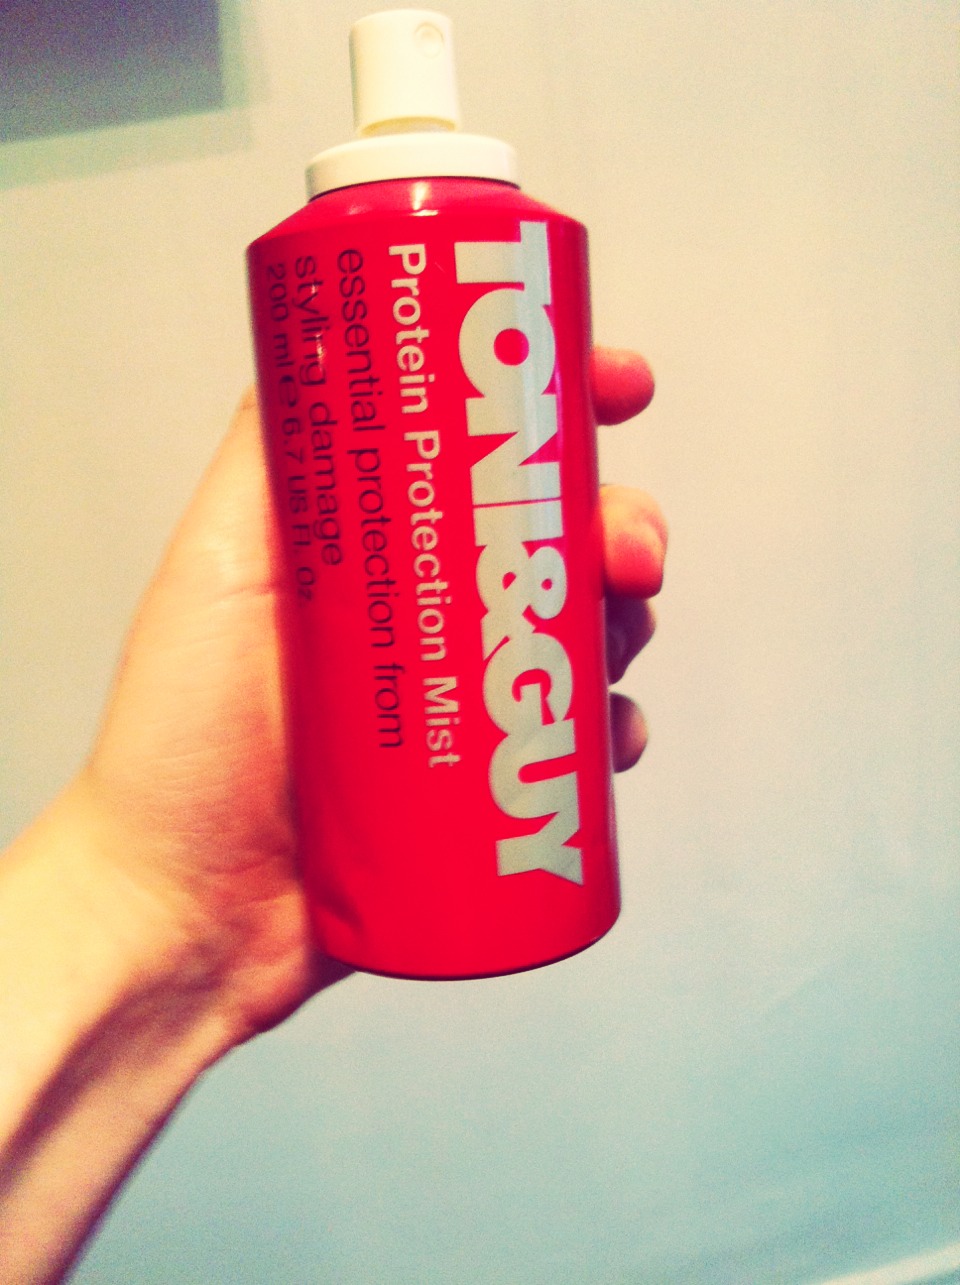 TONI&GUY
Protein Protection Mist
essential protection from
styling damage
200 ml e 6.7 US Fl. Oz